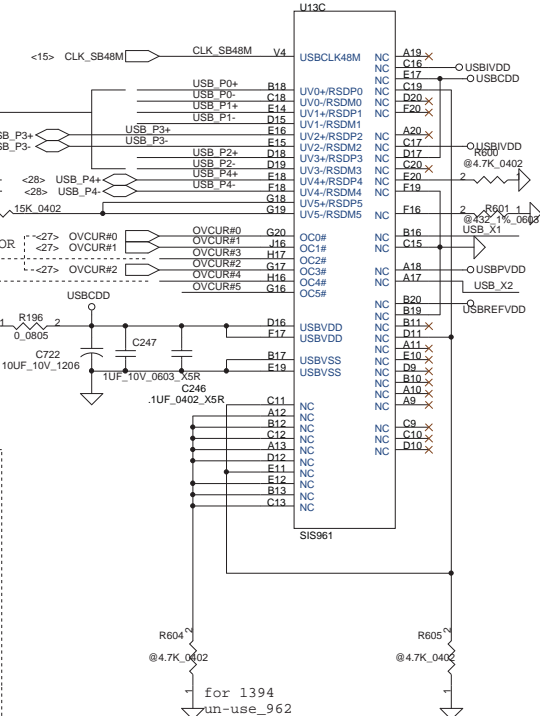 U13C
<15> CLK_SB48M CLK_SB48M V4 USBCLK48M NC A19
NC C16 USBIVDD
NC E17 USBCDD
USB_P0+ B18 UV0+/RSDP0 NC C19
USB_P0- C18 UV0-/RSDM0 NC D20
USB_P1+ E14 UV1+/RSDP1 NC F20
USB_P1- D15 UV1-/RSDM1
SB_P3+ USB_P3+ E16 UV2+/RSDP2 NC A20
SB_P3- USB_P3- E15 UV2-/RSDM2 NC C17 USBIVDD
USB_P2+ D18 UV3+/RSDP3 NC D17 R600
USB_P2- D19 UV3-/RSDM3 NC C20 @4.7K_0402
<28> USB_P4+ USB_P4+ E18 UV4+/RSDP4 NC E20 2 1
<28> USB_P4- USB_P4- F18 UV4-/RSDM4 NC F19
G18 UV5+/RSDP5
15K_0402 G19 UV5-/RSDM5 NC F16 2 R601 1
@432_1%_0603
OR <27> OVCUR#0 OVCUR#0 G20 OC0# NC B16 USB_X1
<27> OVCUR#1 OVCUR#1 J16 OC1# NC C15
OVCUR#3 H17 OC2#
<27> OVCUR#2 OVCUR#2 G17 OC3# NC A18 USBPVDD
OVCUR#4 H16 OC4# NC A17 USB_X2
OVCUR#5 G16 OC5#
USBCDD
NC B20 USBREFVDD
NC B19
1 R196 2 D16 USBVDD NC B11
0_0805 F17 USBVDD NC D11
NC A11
C722 C247 B17 USBVSS NC E10
10UF_10V_1206 E19 USBVSS NC D9
1UF_10V_0603_X5R NC B10
C246 NC A10
.1UF_0402_X5R NC A9
C11 NC
A12 NC
B12 NC NC C9
C12 NC NC C10
A13 NC NC D10
D12 NC
E11 NC
E12 NC
B13 NC
C13 NC
SIS961
R604 2
@4.7K_0402
1
R605 2
@4.7K_0402
1
for 1394
un-use_962